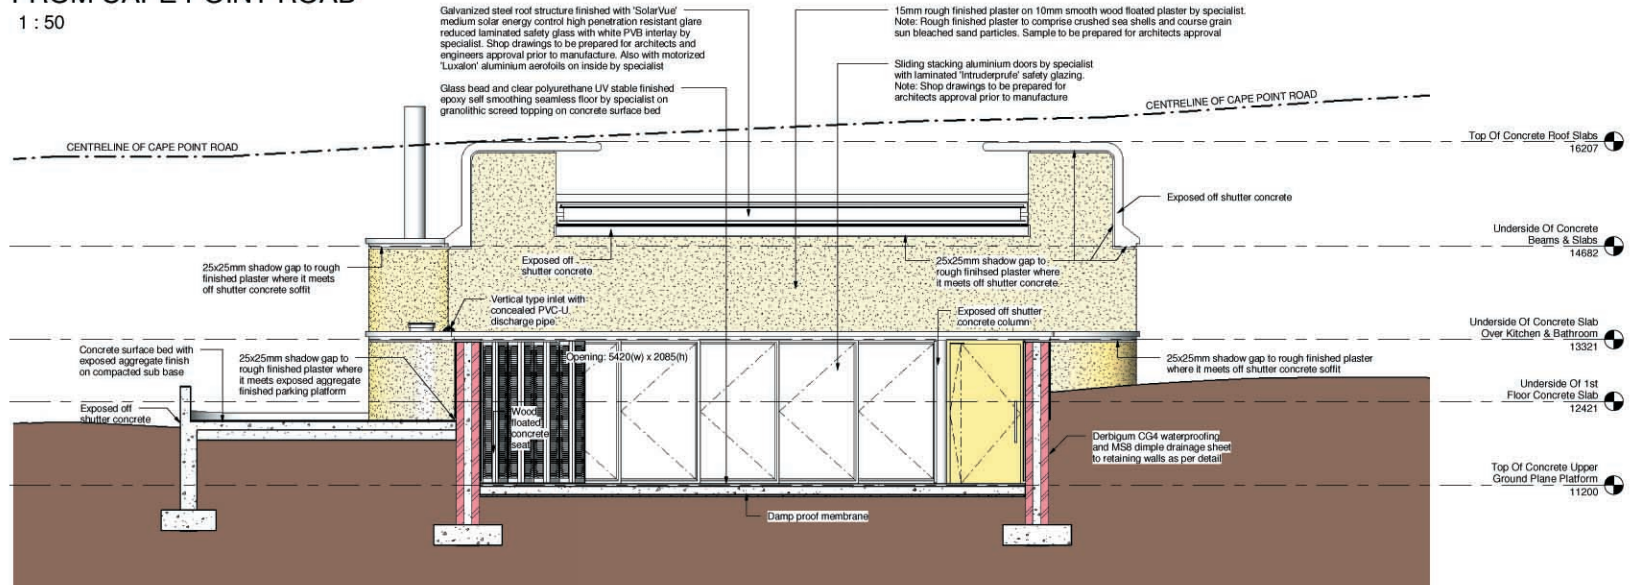 FROM CAPE POINT ROAD
1 : 50
Galvanized steel roof structure finished with 'SolarVue'
medium solar energy control high penetration resistant glare
reduced laminated safety glass with white PVB interlay by
specialist. Shop drawings to be prepared for architects and
engineers approval prior to manufacture. Also with motorized
'Luxalon' aluminium aerofoils on inside by specialist
Glass bead and clear polyurethane UV stable finished
epoxy self smoothing seamless floor by specialist on
granolithic screed topping on concrete surface bed
15mm rough finished plaster on 10mm smooth wood floated plaster by specialist.
Note: Rough finished plaster to comprise crushed sea shells and course grain
sun bleached sand particles. Sample to be prepared for architects approval
Sliding stacking aluminium doors by specialist
with laminated 'Intruderprufe' safety glazing.
Note: Shop drawings to be prepared for
architects approval prior to manufacture
CENTRELINE OF CAPE POINT ROAD
CENTRELINE OF CAPE POINT ROAD
Top Of Concrete Roof Slabs
16207
Exposed off shutter concrete
Underside Of Concrete
Beams & Slabs
14682
25x25mm shadow gap to rough
finished plaster where it meets
off shutter concrete soffit
Exposed off
shutter concrete
25x25mm shadow gap to
rough finihsed plaster where
it meets off shutter concrete
Vertical type inlet with
concealed PVC-U
discharge pipe
Exposed off shutter
concrete column
Underside Of Concrete Slab
Over Kitchen & Bathroom
13321
Concrete surface bed with
exposed aggregate finish
on compacted sub base
25x25mm shadow gap to
rough finished plaster where
it meets exposed aggregate
finished parking platform
Opening: 5420(w) x 2085(h)
25x25mm shadow gap to rough finished plaster
where it meets off shutter concrete soffit
Underside Of 1st
Floor Concrete Slab
12421
Exposed off
shutter concrete
Wood
floated
concrete
seat
Derbigum CG4 waterproofing
and MS8 dimple drainage sheet
to retaining walls as per detail
Top Of Concrete Upper
Ground Plane Platform
11200
Damp proof membrane